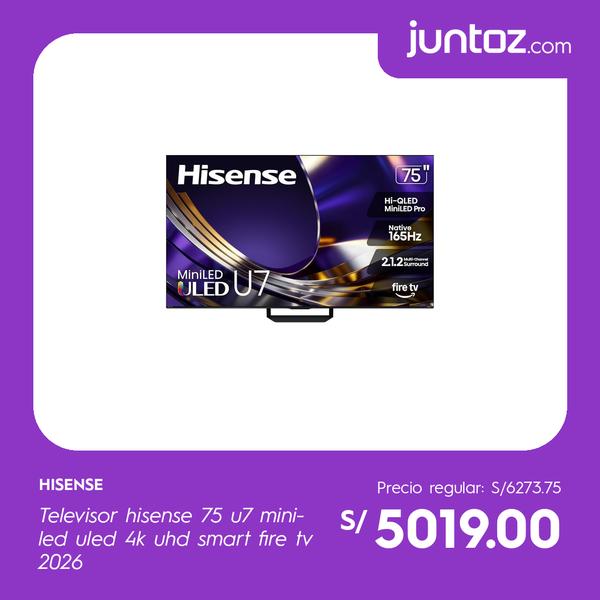 juntoz.com
Hisense
75"
Hi-QLED
MiniLED Pro
Native
165Hz
2.1.2 Multi-Channel
Surround
MiniLED
ULED U7
fire tv
HISENSE
Televisor hisense 75 u7 mini-
led uled 4k uhd smart fire tv
2026
Precio regular: S/6273.75
S/ 5019.00